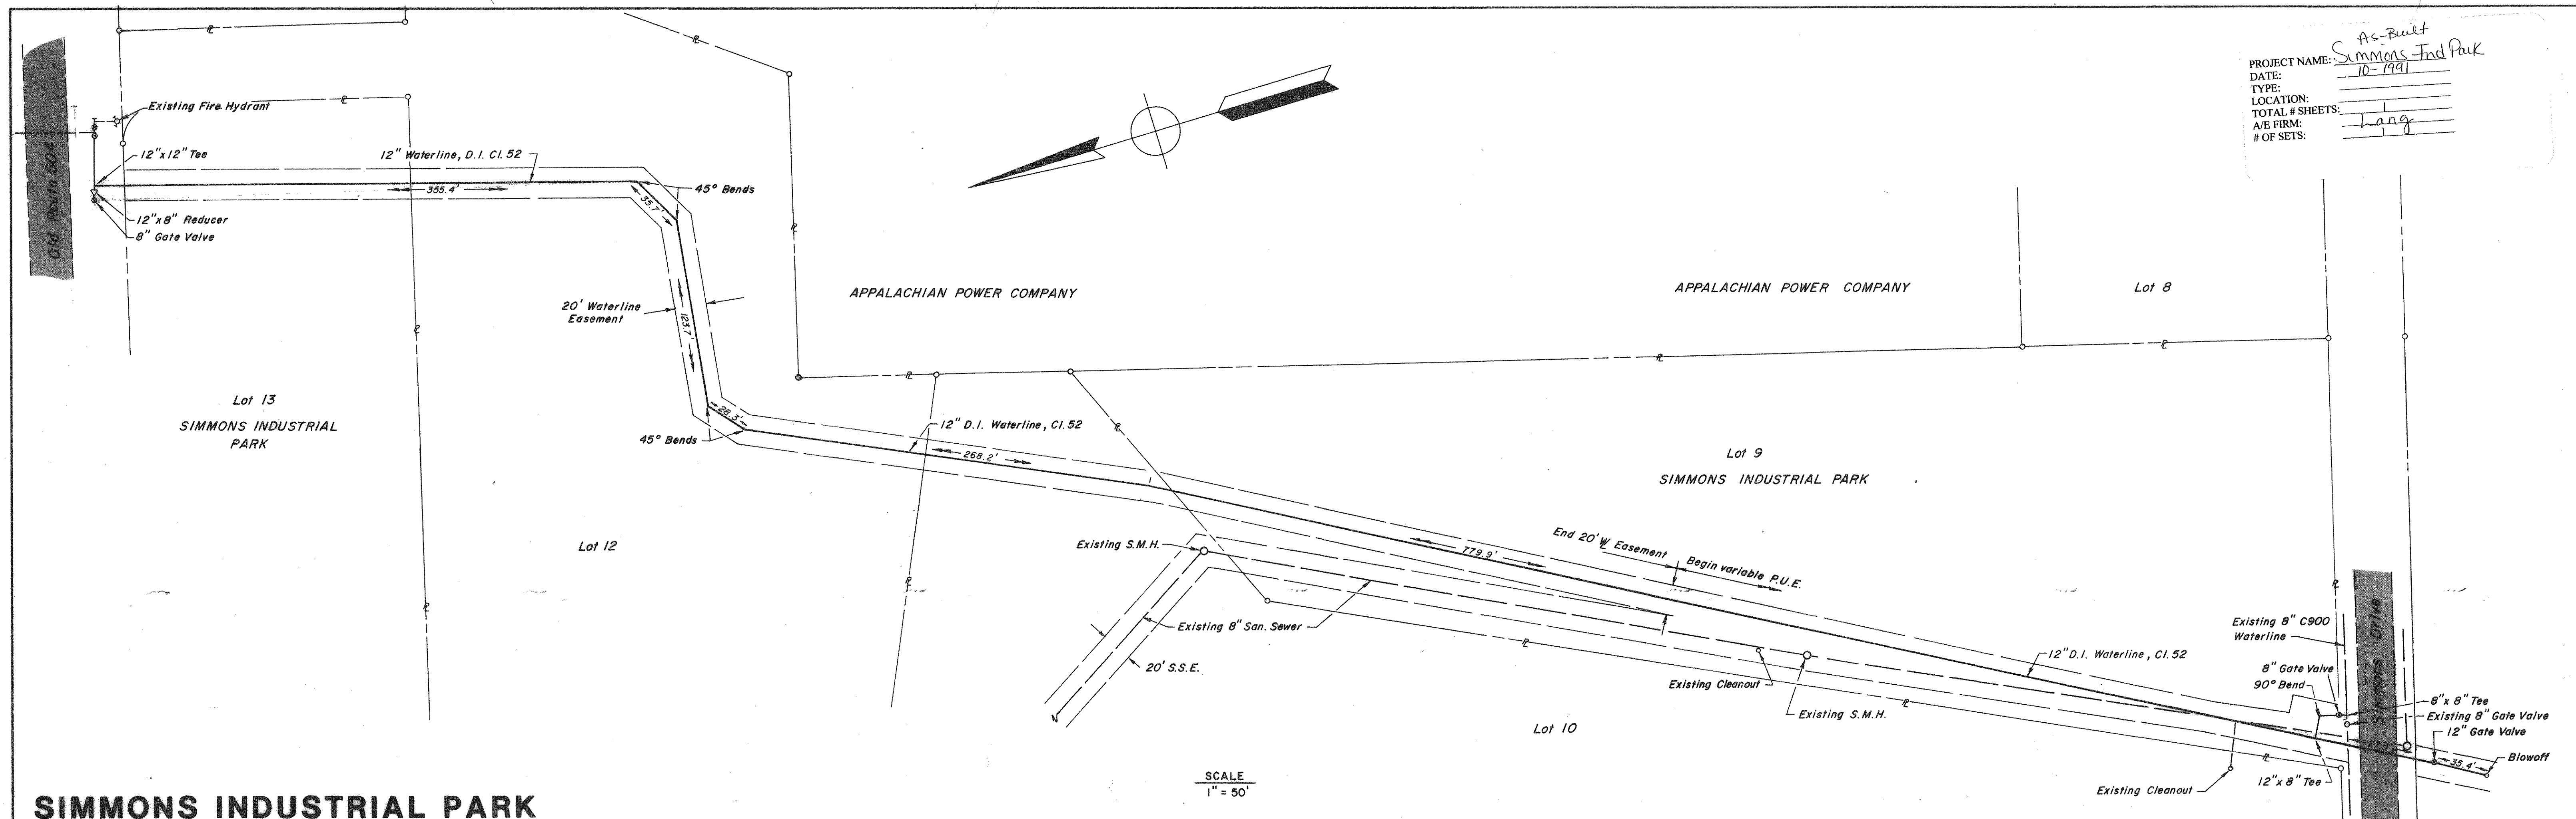 As-Built
PROJECT NAME: Simmons Ind Park
DATE: 10-1991
TYPE:
LOCATION:
TOTAL # SHEETS: 1
A/E FIRM: Lang
# OF SETS: 1
Old Route 604
Existing Fire Hydrant
12"x12" Tee
12" Waterline, D.I. Cl. 52
355.4'
45° Bends
35.7'
12"x8" Reducer
8" Gate Valve
20' Waterline
Easement
123.7'
APPALACHIAN POWER COMPANY
APPALACHIAN POWER COMPANY
Lot 8
Lot 13
SIMMONS INDUSTRIAL
PARK
28.3'
45° Bends
12" D.I. Waterline, Cl. 52
268.2'
Lot 9
SIMMONS INDUSTRIAL PARK
Lot 12
Existing S.M.H.
779.9'
End 20' W Easement
Begin variable P.U.E.
Existing 8" San. Sewer
20' S.S.E.
Existing Cleanout
Existing S.M.H.
12" D.I. Waterline, Cl. 52
Existing 8" C900
Waterline
8" Gate Valve
90° Bend
Simmons Drive
8"x 8" Tee
Existing 8" Gate Valve
12" Gate Valve
77.9'
35.4'
Blowoff
12"x 8" Tee
Existing Cleanout
Lot 10
SCALE
1" = 50'
SIMMONS INDUSTRIAL PARK